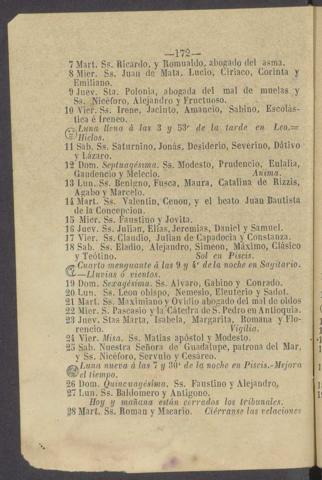 —172—
7 Mart. Ss. Ricardo, y Romualdo, abogado del asma.
8 Mier. Ss. Juan de Mata, Lucio, Ciriaco, Corinta y
Emiliano.
9 Juev. Sta. Polonia, abogada del mal de muelas y
Ss. Nicéforo, Alejandro y Fructuoso.
10 Vier. Ss. Irene, Jacinto, Amancio, Sabino, Escolás-
tica é Ireneo.
Luna llena á las 3 y 53' de la tarde en Leo.=
Hielos.
11 Sab. Ss. Saturnino, Jonás, Desiderio, Severino, Dátivo
y Lázaro.
12 Dom. Septuagésima. Ss. Modesto, Prudencio, Eulalia,
Gaudencio y Melecio. Anima.
13 Lun. Ss. Benigno, Fusca, Maura, Catalina de Rizzis,
Agabo y Marcelo.
14 Mart. Ss. Valentin, Cenon, y el beato Juan Bautista
de la Concepcion.
15 Mier. Ss. Faustino y Jovita.
16 Juev. Ss. Julian, Elías, Jeremías, Daniel y Samuel.
17 Vier. Ss. Claudio, Julian de Capadocia y Constanza.
18 Sab. Ss. Eladio, Alejandro, Simeon, Máximo, Clásico
y Teótino. Sol en Piscis.
Cuarto menguante á las 9 y 4' de la noche en Sagitario.
—Lluvias ó vientos.
19 Dom. Sexagésima. Ss. Alvaro, Gabino y Conrado.
20 Lun. Ss. Leon obispo, Nemesio, Eleuterio y Sadot.
21 Mart. Ss. Maximiano y Ovidio abogado del mal de oidos
22 Mier. S. Pascasio y la Cátedra de S. Pedro en Antioquia.
23 Juev. Stas Marta, Isabela, Margarita, Romana y Flo-
rencio. Vigilia.
24 Vier. Misa. Ss. Matías apóstol y Modesto.
25 Sab. Nuestra Señora de Guadalupe, patrona del Mar,
y Ss. Nicéforo, Servulo y Cesáreo.
Luna nueva á las 7 y 30' de la noche en Piscis.-Mejora
el tiempo.
26 Dom. Quincuagésima. Ss. Faustino y Alejandro,
27 Lun. Ss. Baldomero y Antigono.
Hoy y mañana están cerrados los tribunales.
28 Mart. Ss. Roman y Macario. Ciérranse las velaciones